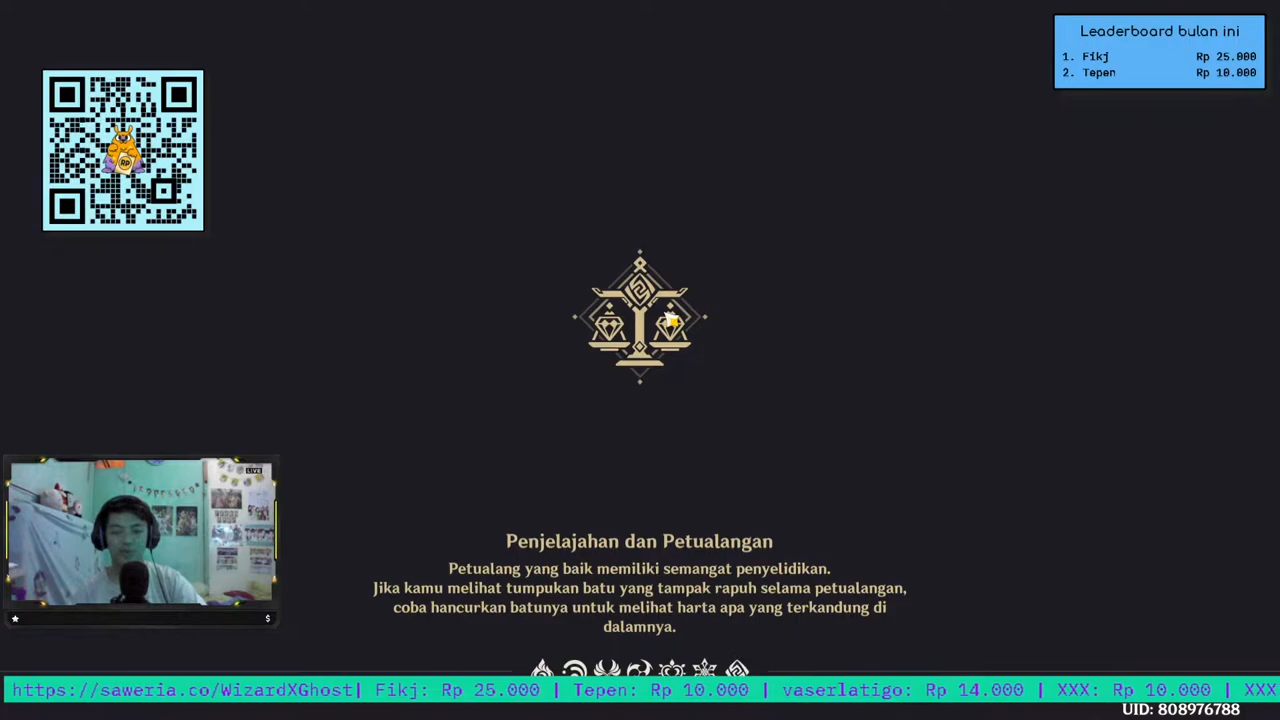 Leaderboard bulan ini
1. Fikj Rp 25.000
2. Tepen Rp 10.000
RP
LIVE
Penjelajahan dan Petualangan
Petualang yang baik memiliki semangat penyelidikan.
Jika kamu melihat tumpukan batu yang tampak rapuh selama petualangan,
coba hancurkan batunya untuk melihat harta apa yang terkandung di
dalamnya.
$
https://saweria.co/WizardXGhost| Fikj: Rp 25.000 | Tepen: Rp 10.000 | vaserlatigo: Rp 14.000 | XXX: Rp 10.000 | XXX
UID: 808976788